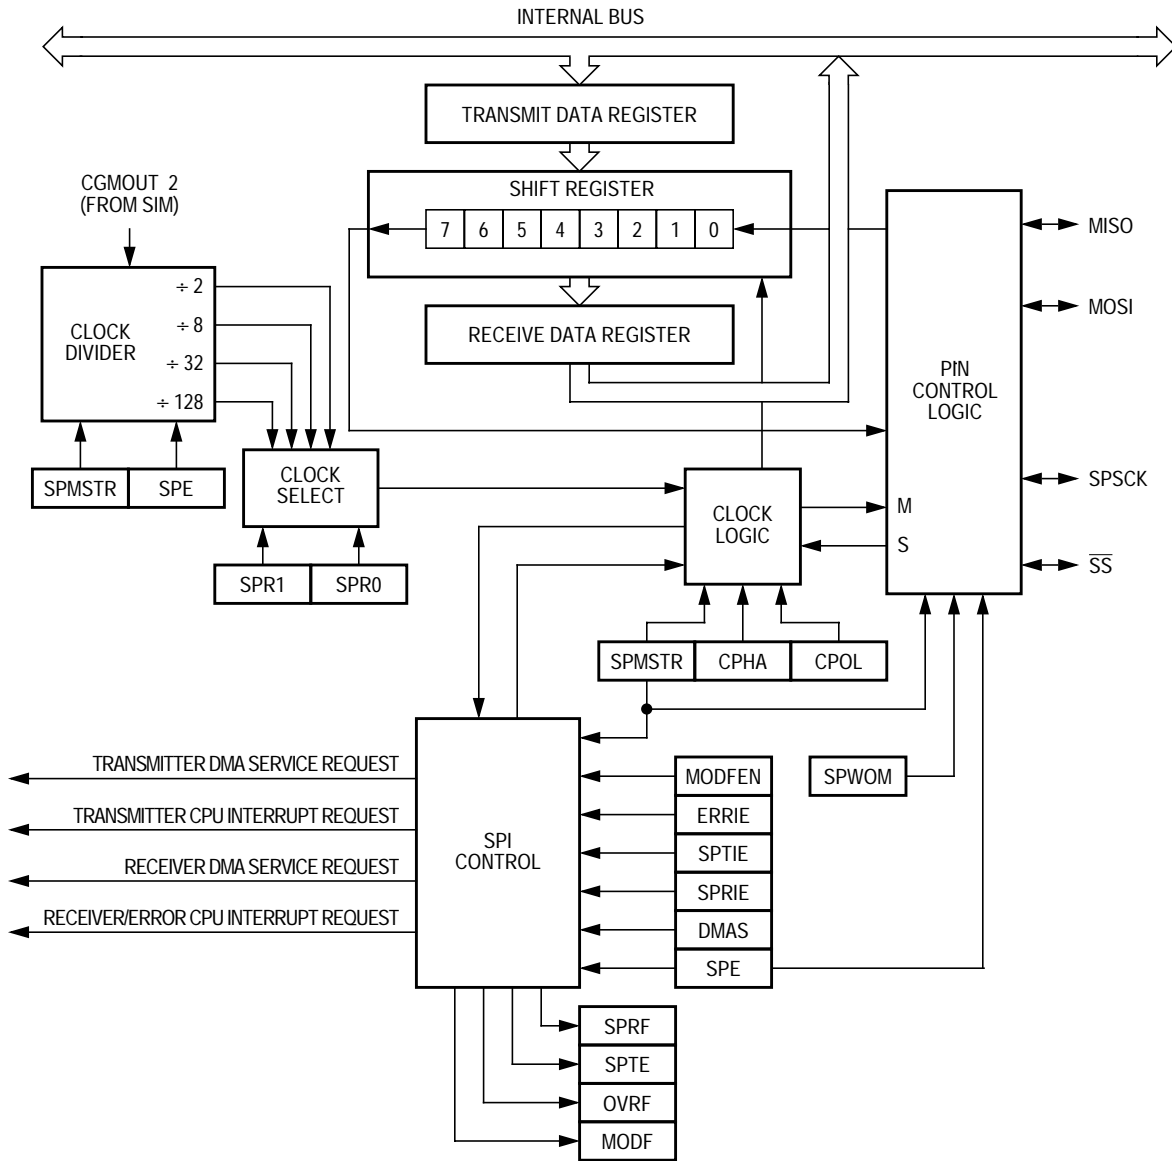 INTERNAL BUS
TRANSMIT DATA REGISTER
SHIFT REGISTER
7 6 5 4 3 2 1 0
CGMOUT 2
(FROM SIM)
÷ 2
÷ 8
÷ 32
÷ 128
CLOCK
DIVIDER
RECEIVE DATA REGISTER
PIN
CONTROL
LOGIC
MISO
MOSI
SPSCK
SS
M
S
SPMSTR
SPE
CLOCK
SELECT
CLOCK
LOGIC
SPR1
SPR0
SPMSTR
CPHA
CPOL
TRANSMITTER DMA SERVICE REQUEST
TRANSMITTER CPU INTERRUPT REQUEST
RECEIVER DMA SERVICE REQUEST
RECEIVER/ERROR CPU INTERRUPT REQUEST
SPI
CONTROL
MODFEN
ERRIE
SPTIE
SPRIE
DMAS
SPE
SPWOM
SPRF
SPTE
OVRF
MODF